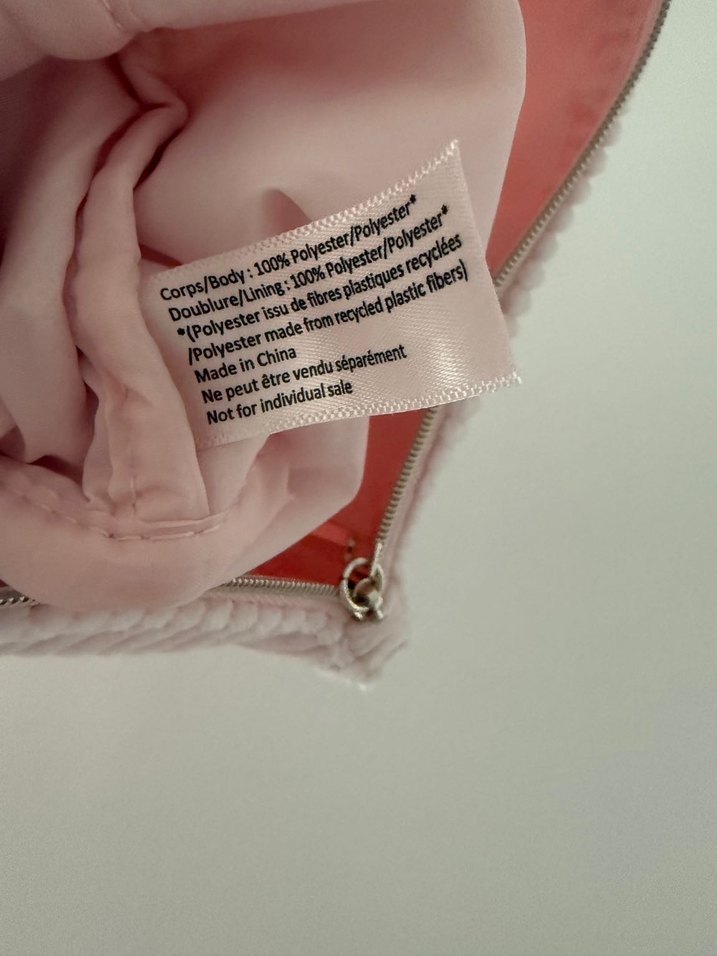 Corps/Body : 100% Polyester/Polyester*
Doublure/Lining : 100% Polyester/Polyester*
*(Polyester issu de fibres plastiques recyclées
/Polyester made from recycled plastic fibers)
Made in China
Ne peut être vendu séparément
Not for individual sale